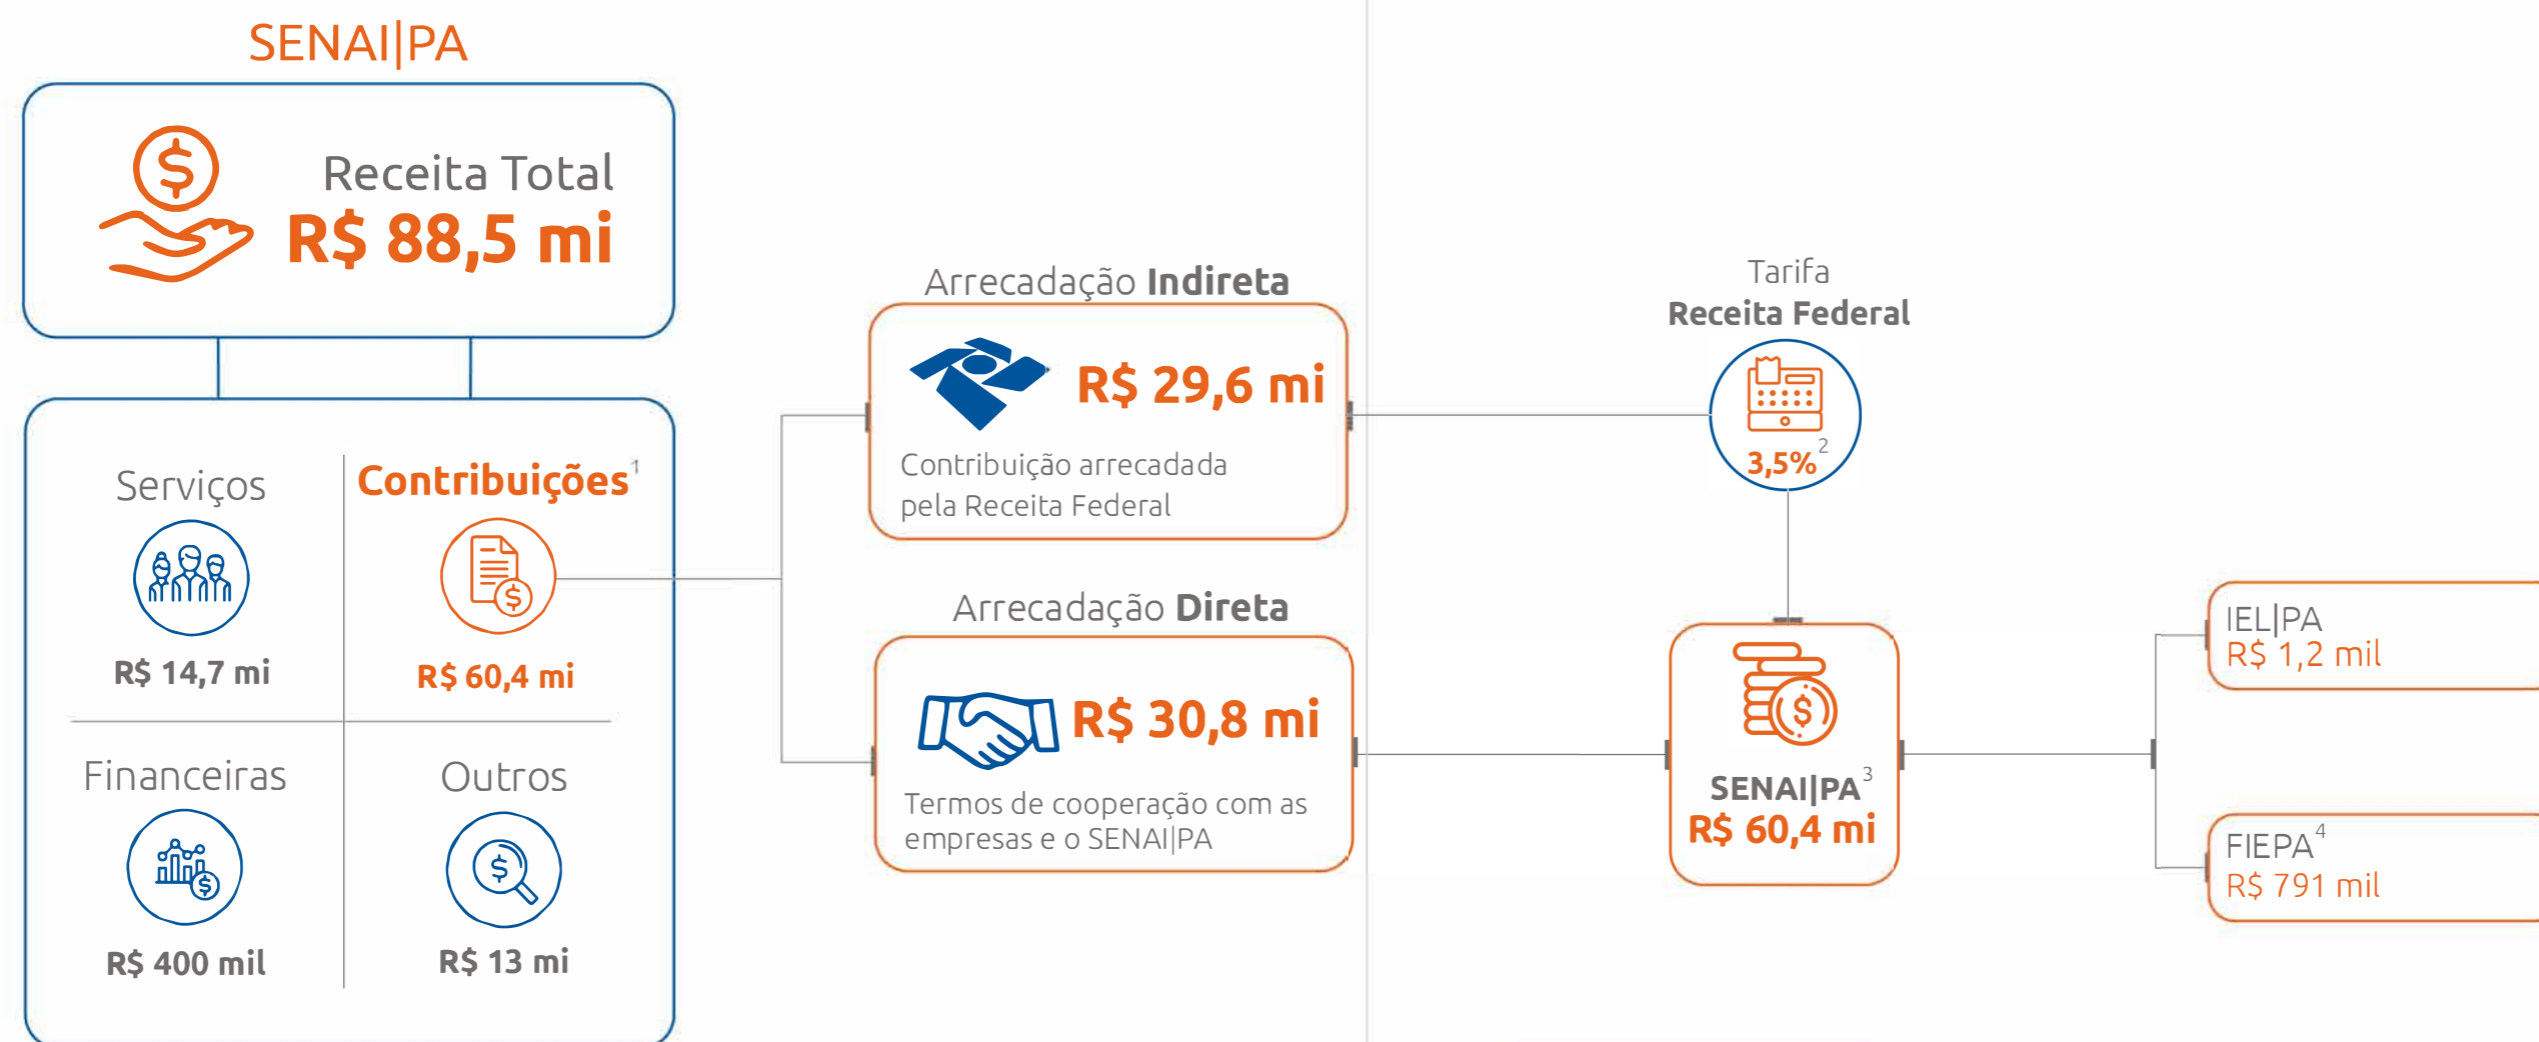 SENAI|PA
Receita Total
R$ 88,5 mi
Serviços
R$ 14,7 mi
Contribuições¹
R$ 60,4 mi
Financeiras
R$ 400 mil
Outros
R$ 13 mi
Arrecadação Indireta
R$ 29,6 mi
Contribuição arrecadada
pela Receita Federal
Arrecadação Direta
R$ 30,8 mi
Termos de cooperação com as
empresas e o SENAI|PA
Tarifa
Receita Federal
3,5%²
SENAI|PA³
R$ 60,4 mi
IEL|PA
R$ 1,2 mil
FIEPA⁴
R$ 791 mil